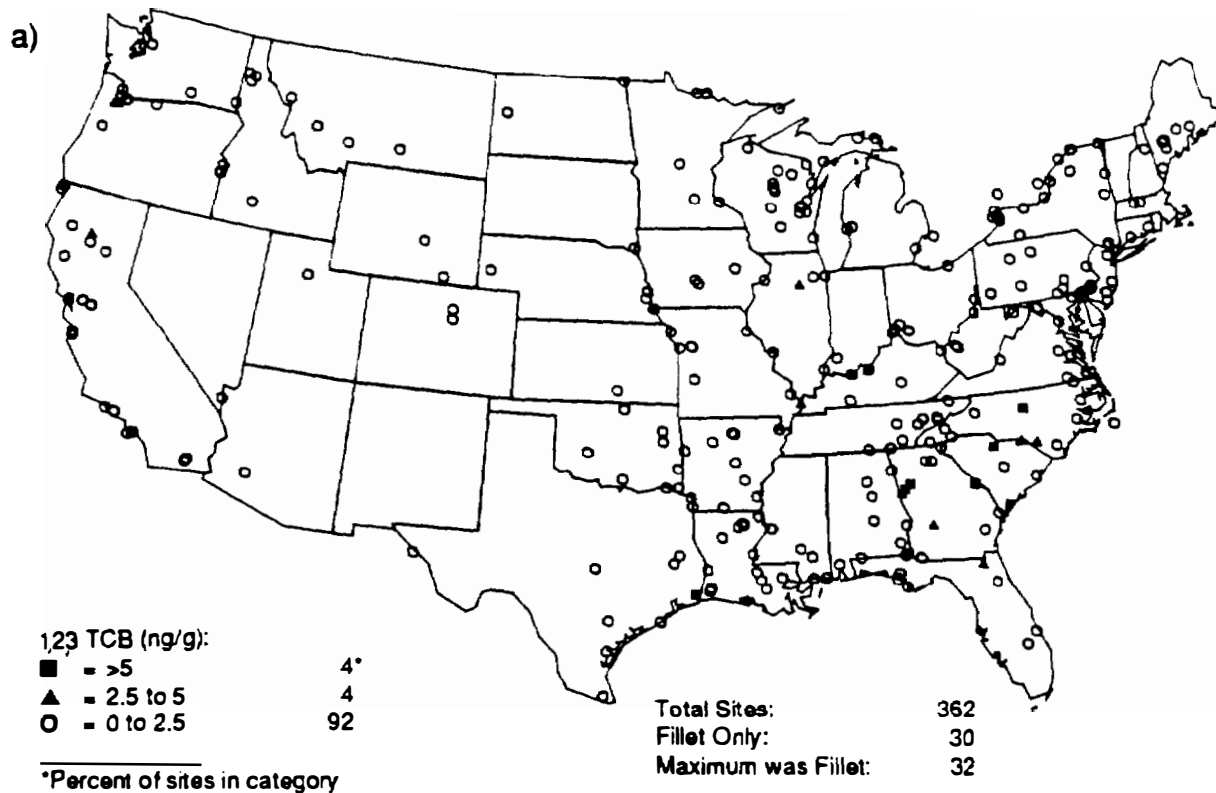 a)
1,2,3 TCB (ng/g):
■ = >5 4*
▲ = 2.5 to 5 4
O = 0 to 2.5 92
*Percent of sites in category
Total Sites: 362
Fillet Only: 30
Maximum was Fillet: 32